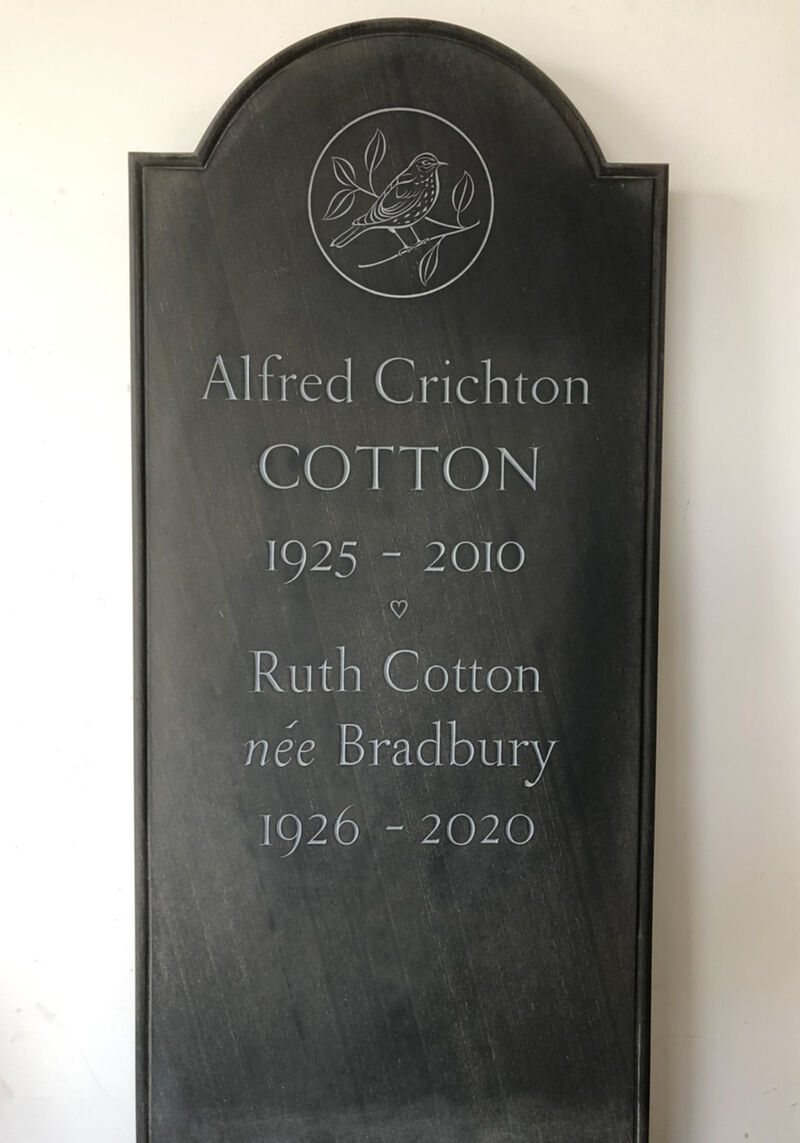 Alfred Crichton
COTTON
1925 - 2010
♡
Ruth Cotton
née Bradbury
1926 - 2020